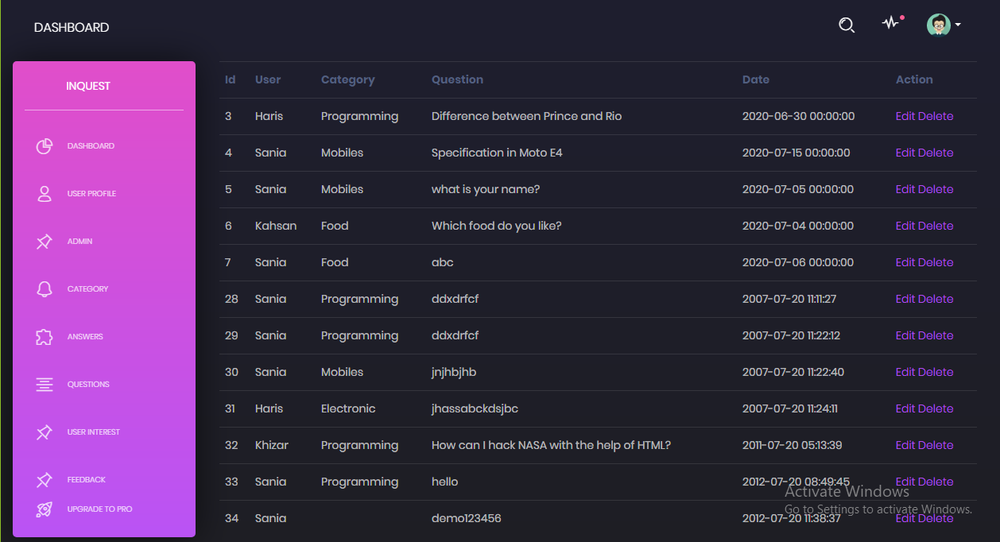 DASHBOARD
INQUEST
DASHBOARD
USER PROFILE
ADMIN
CATEGORY
ANSWERS
QUESTIONS
USER INTEREST
FEEDBACK
UPGRADE TO PRO
Id User Category Question Date Action
3 Haris Programming Difference between Prince and Rio 2020-06-30 00:00:00 Edit Delete
4 Sania Mobiles Specification in Moto E4 2020-07-15 00:00:00 Edit Delete
5 Sania Mobiles what is your name? 2020-07-05 00:00:00 Edit Delete
6 Kahsan Food Which food do you like? 2020-07-04 00:00:00 Edit Delete
7 Sania Food abc 2020-07-06 00:00:00 Edit Delete
28 Sania Programming ddxdrfcf 2007-07-20 11:11:27 Edit Delete
29 Sania Programming ddxdrfcf 2007-07-20 11:22:12 Edit Delete
30 Sania Mobiles jnjhbjhb 2007-07-20 11:22:40 Edit Delete
31 Haris Electronic jhassabckdsjbc 2007-07-20 11:24:11 Edit Delete
32 Khizar Programming How can I hack NASA with the help of HTML? 2011-07-20 05:13:39 Edit Delete
33 Sania Programming hello 2012-07-20 08:49:45 Edit Delete
34 Sania demo123456 2012-07-20 11:38:37 Edit Delete
Activate Windows
Go to Settings to activate Windows.